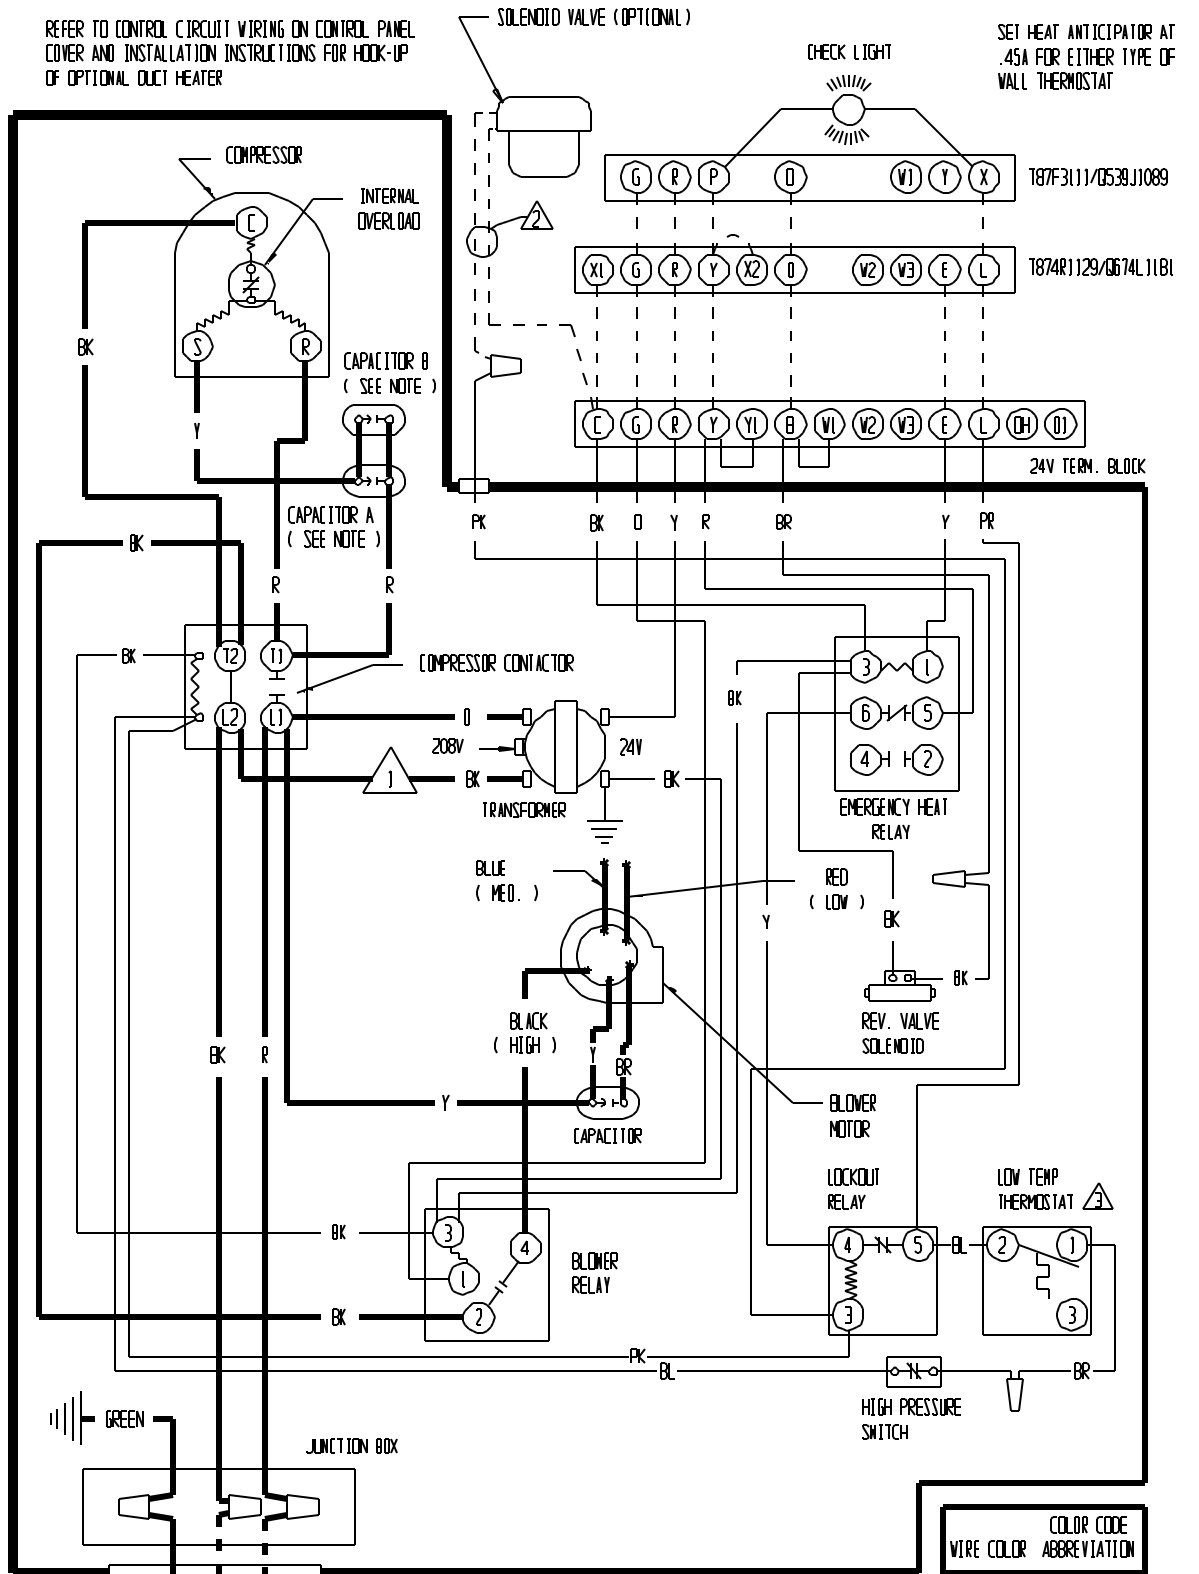 REFER TO CONTROL CIRCUIT WIRING ON CONTROL PANEL
COVER AND INSTALLATION INSTRUCTIONS FOR HOOK-UP
OF OPTIONAL DUCT HEATER
SOLENOID VALVE (OPTIONAL)
CHECK LIGHT
SET HEAT ANTICIPATOR AT
.45A FOR EITHER TYPE OF
WALL THERMOSTAT
COMPRESSOR
INTERNAL
OVERLOAD
C
S
R
BK
Y
2
G R P O W1 Y X
T87F3111/Q539J1089
X1 G R Y X2 O W2 W3 E L
T874R1129/Q674L1181
CAPACITOR B
( SEE NOTE )
C G R Y Y1 B W1 W2 W3 E L OH O1
24V TERM. BLOCK
CAPACITOR A
( SEE NOTE )
PK BK O Y R BR Y PR
BK
R
R
BK
T2 T1
COMPRESSOR CONTACTOR
L2 L1
O
208V
24V
1
BK
BK
TRANSFORMER
BK
3 1
6 5
4 2
EMERGENCY HEAT
RELAY
BLUE
( MED. )
RED
( LOW )
Y
BK
BK
REV. VALVE
SOLENOID
BLACK
( HIGH )
Y
BR
BK
R
Y
CAPACITOR
BLOWER
MOTOR
LOCKOUT
RELAY
LOW TEMP
THERMOSTAT 3
BK
3
4
1
2
BLOWER
RELAY
BK
4 5
BL
2 1
3
3
PK
BL
BR
HIGH PRESSURE
SWITCH
GREEN
JUNCTION BOX
COLOR CODE
WIRE COLOR ABBREVIATION